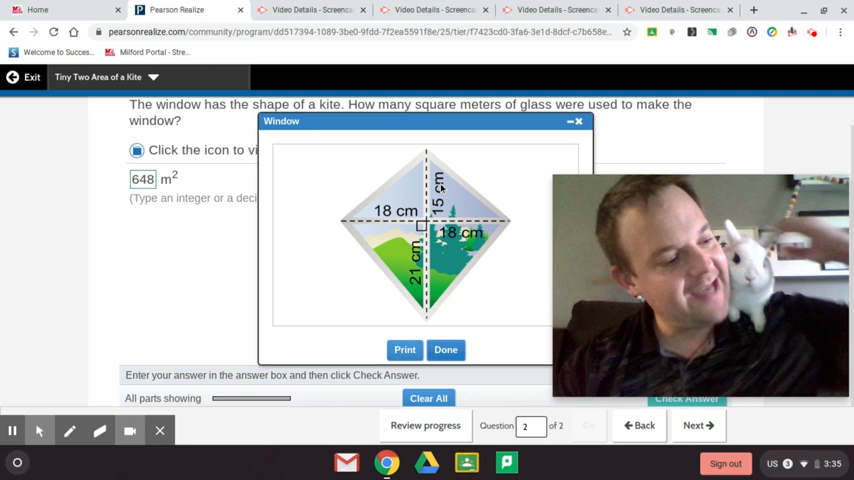 Home
Pearson Realize
Video Details - Screenca
Video Details - Screenca
Video Details - Screenca
Video Details - Screenca
pearsonrealize.com/community/program/dd517394-1089-3be0-9fdd-7f2ea5591f8e/25/tier/f7423cd0-3fa6-3e1d-8dcf-c7b658e...
Welcome to Succes...
Milford Portal - Stre...
Exit
Tiny Two Area of a Kite
The window has the shape of a kite. How many square meters of glass were used to make the
window?
Window
Click the icon to vi
648 m2
(Type an integer or a deci
15 cm
18 cm
18 cm
21 cm
Print
Done
Enter your answer in the answer box and then click Check Answer.
All parts showing
Clear All
Check Answer
Review progress
Question 2 of 2
Go
Back
Next
Sign out
US
3
3:35